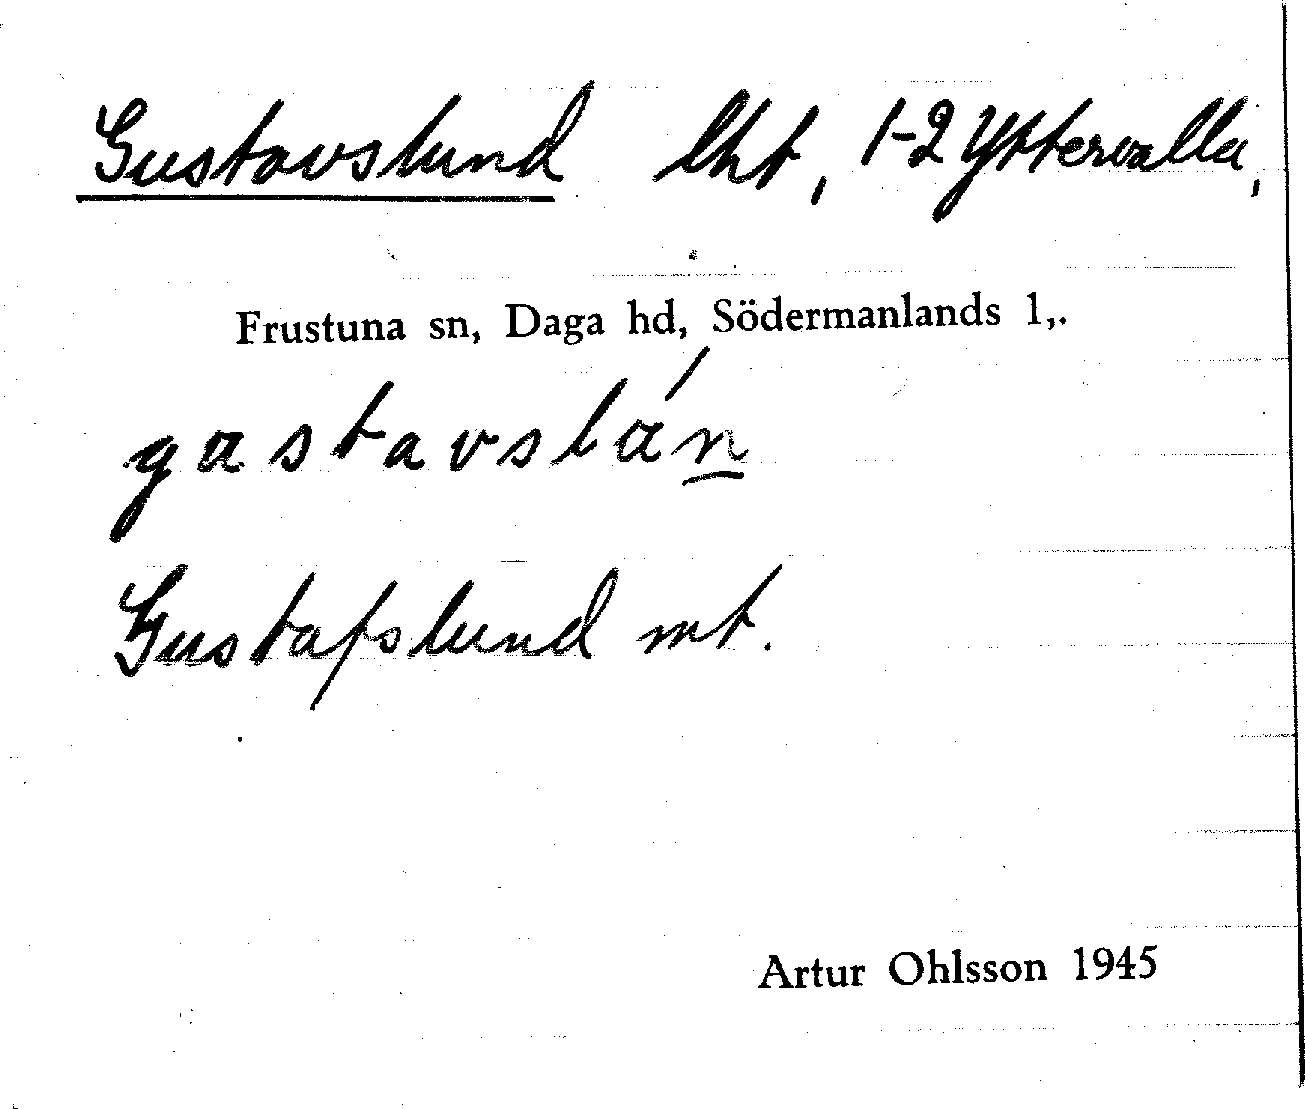 Gustavslund lht, 1-2 Yttervalla,
Frustuna sn, Daga hd, Södermanlands l,.
gastavslán
Gustafslund mt.
Artur Ohlsson 1945